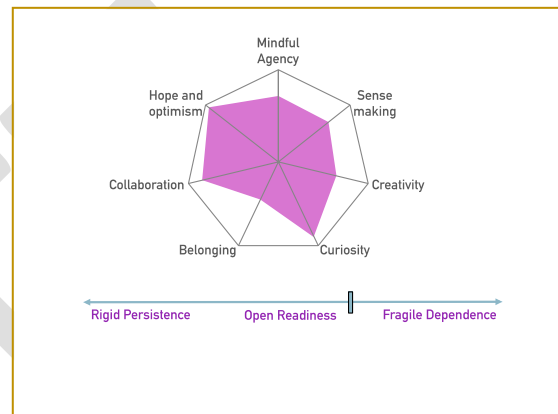 Mindful
Agency
Hope and
optimism
Sense
making
Collaboration
Creativity
Belonging
Curiosity
Rigid Persistence
Open Readiness
Fragile Dependence